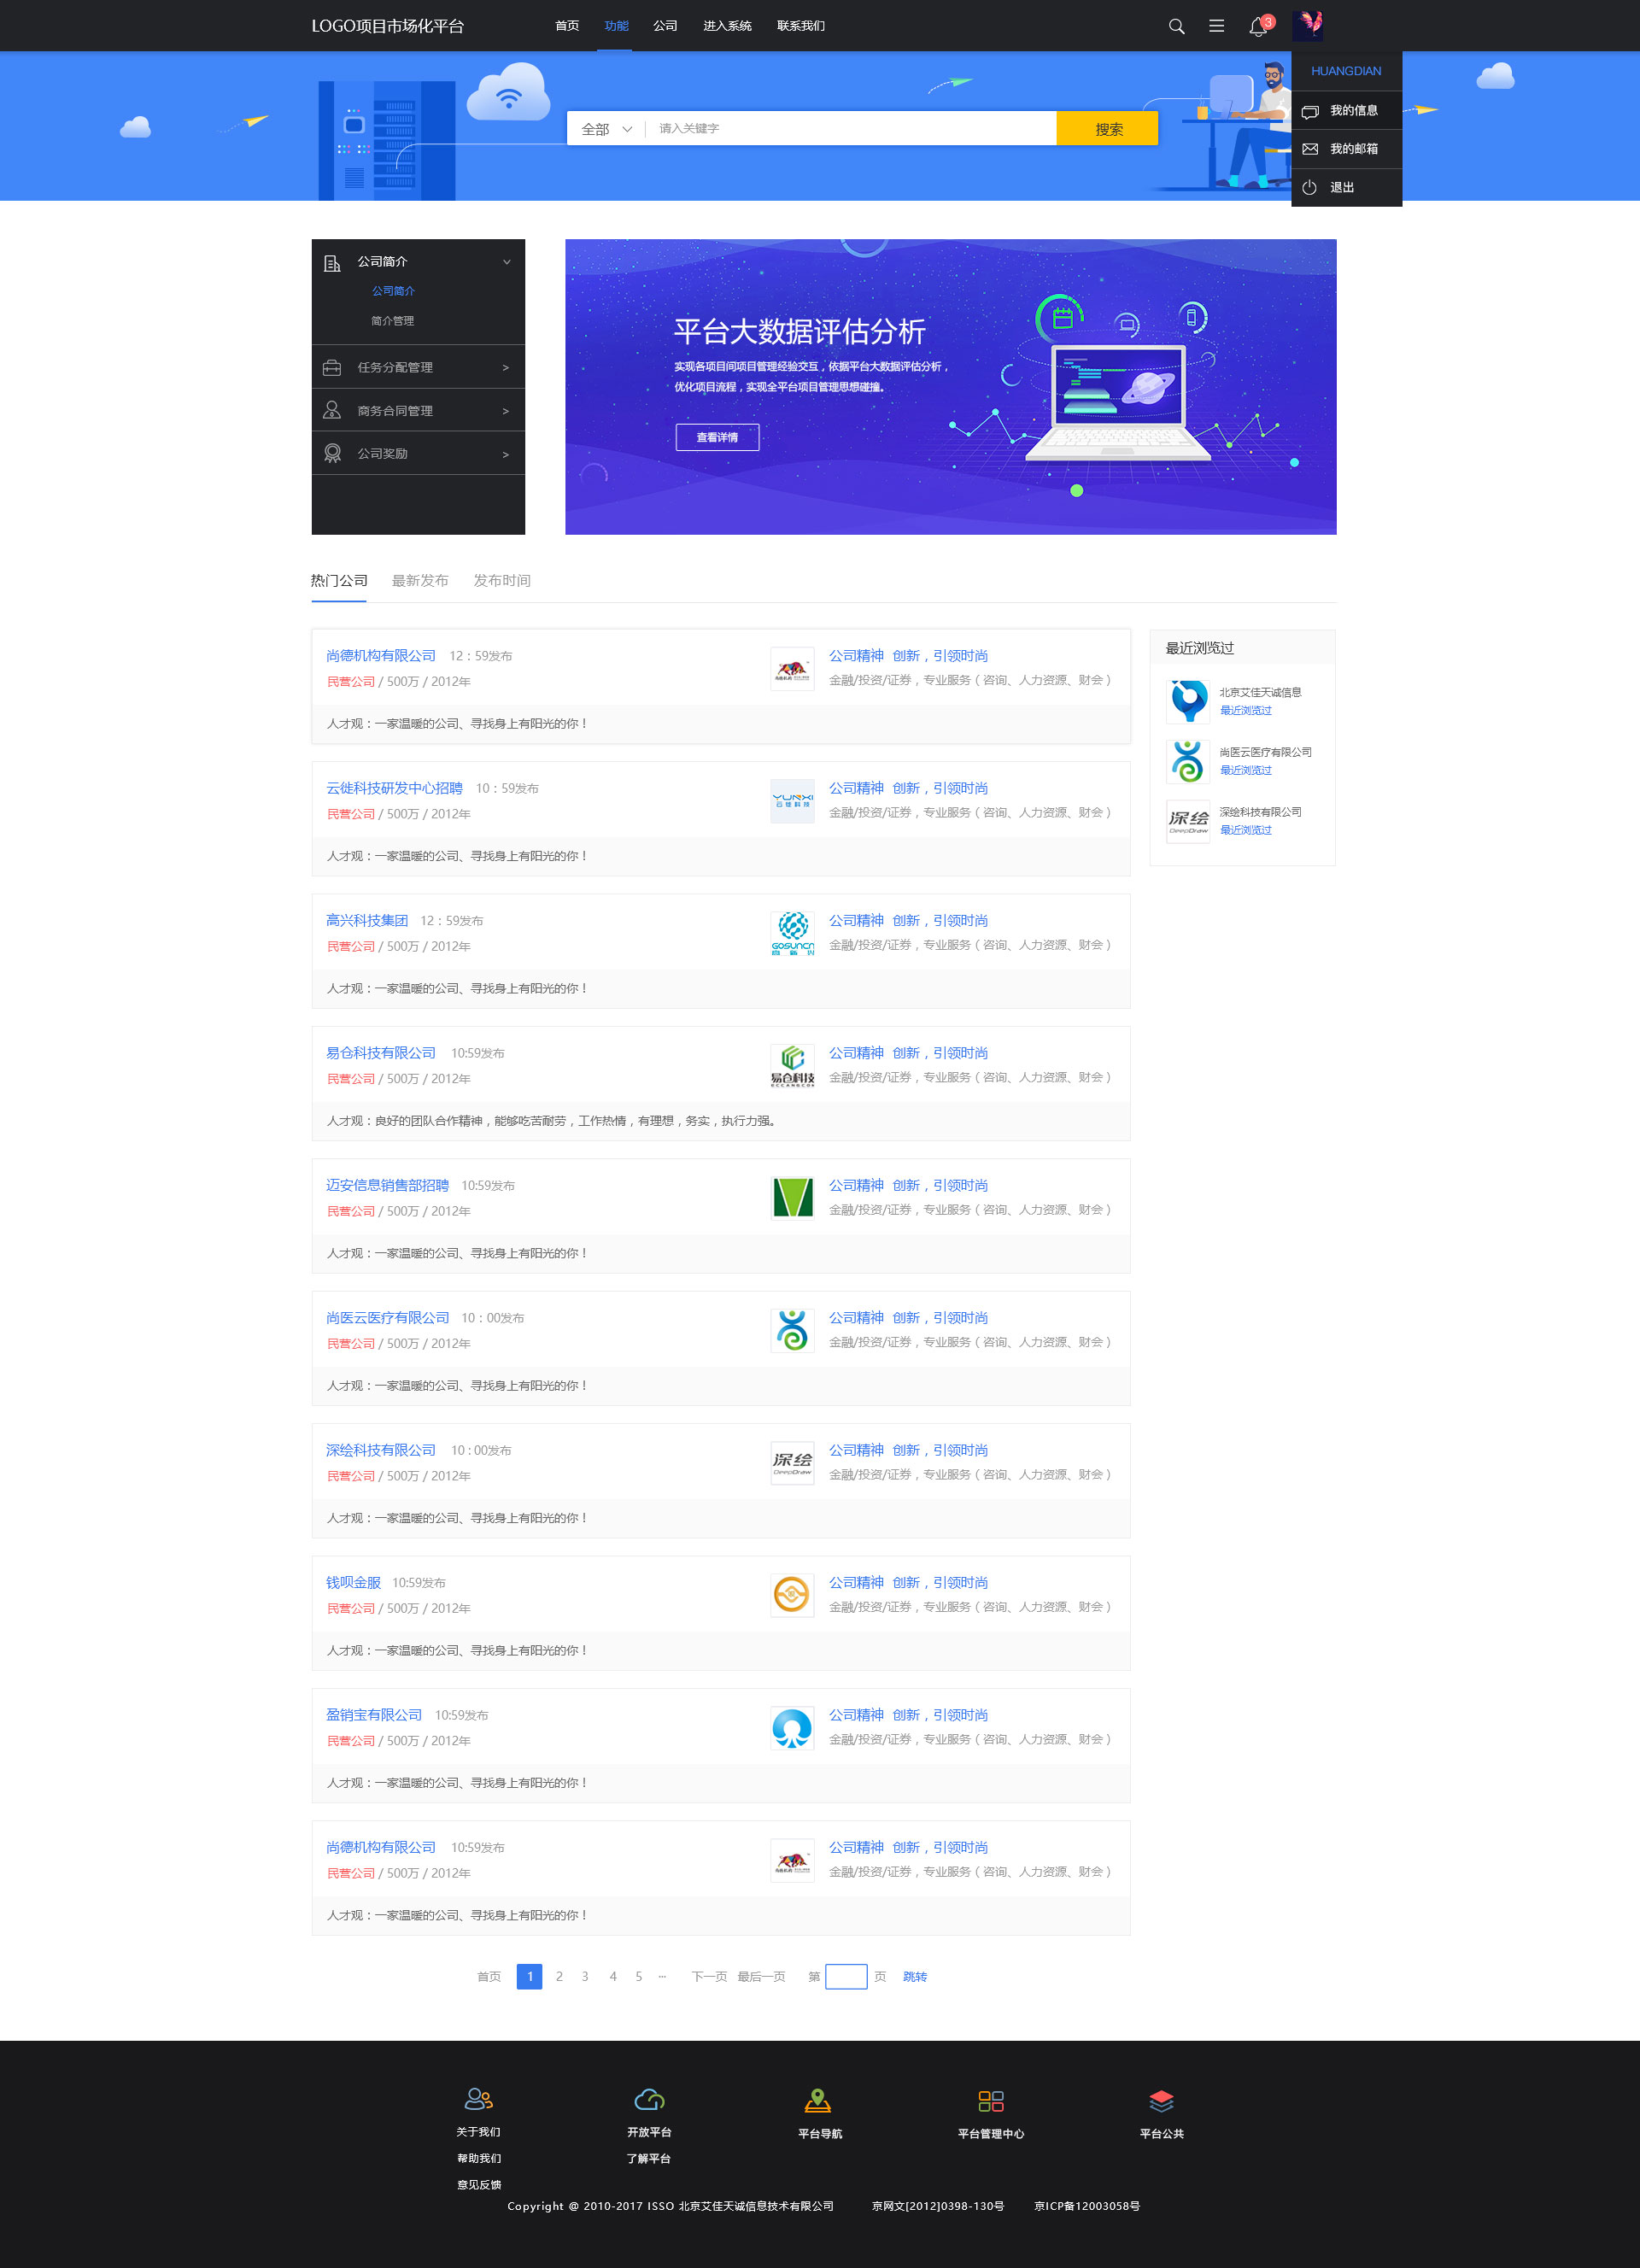 LOGO项目市场化平台
首页 功能 公司 进入系统 联系我们
3
HUANGDIAN
我的信息
我的邮箱
退出
全部 请入关键字 搜索
公司简介
公司简介
简介管理
任务分配管理 >
商务合同管理 >
公司奖励 >
平台大数据评估分析
实现各项目间项目管理经验交互，依据平台大数据评估分析，
优化项目流程，实现全平台项目管理思想碰撞。
查看详情
热门公司 最新发布 发布时间
尚德机构有限公司 12：59发布
民营公司 / 500万 / 2012年
公司精神 创新，引领时尚
金融/投资/证券，专业服务（咨询、人力资源、财会）
人才观：一家温暖的公司、寻找身上有阳光的你！
云徙科技研发中心招聘 10：59发布
民营公司 / 500万 / 2012年
YUNXI
云徙科技
公司精神 创新，引领时尚
金融/投资/证券，专业服务（咨询、人力资源、财会）
人才观：一家温暖的公司、寻找身上有阳光的你！
高兴科技集团 12：59发布
民营公司 / 500万 / 2012年
GOSUNCN
公司精神 创新，引领时尚
金融/投资/证券，专业服务（咨询、人力资源、财会）
人才观：一家温暖的公司、寻找身上有阳光的你！
易仓科技有限公司 10:59发布
民营公司 / 500万 / 2012年
易仓科技
ECCANGCOM
公司精神 创新，引领时尚
金融/投资/证券，专业服务（咨询、人力资源、财会）
人才观：良好的团队合作精神，能够吃苦耐劳，工作热情，有理想，务实，执行力强。
迈安信息销售部招聘 10:59发布
民营公司 / 500万 / 2012年
公司精神 创新，引领时尚
金融/投资/证券，专业服务（咨询、人力资源、财会）
人才观：一家温暖的公司、寻找身上有阳光的你！
尚医云医疗有限公司 10：00发布
民营公司 / 500万 / 2012年
公司精神 创新，引领时尚
金融/投资/证券，专业服务（咨询、人力资源、财会）
人才观：一家温暖的公司、寻找身上有阳光的你！
深绘科技有限公司 10 : 00发布
民营公司 / 500万 / 2012年
深绘
DeepDraw
公司精神 创新，引领时尚
金融/投资/证券，专业服务（咨询、人力资源、财会）
人才观：一家温暖的公司、寻找身上有阳光的你！
钱呗金服 10:59发布
民营公司 / 500万 / 2012年
公司精神 创新，引领时尚
金融/投资/证券，专业服务（咨询、人力资源、财会）
人才观：一家温暖的公司、寻找身上有阳光的你！
盈销宝有限公司 10:59发布
民营公司 / 500万 / 2012年
公司精神 创新，引领时尚
金融/投资/证券，专业服务（咨询、人力资源、财会）
人才观：一家温暖的公司、寻找身上有阳光的你！
尚德机构有限公司 10:59发布
民营公司 / 500万 / 2012年
公司精神 创新，引领时尚
金融/投资/证券，专业服务（咨询、人力资源、财会）
人才观：一家温暖的公司、寻找身上有阳光的你！
最近浏览过
北京艾佳天诚信息
最近浏览过
尚医云医疗有限公司
最近浏览过
深绘
DeepDraw
深绘科技有限公司
最近浏览过
首页 1 2 3 4 5 ... 下一页 最后一页 第 页 跳转
关于我们 开放平台 平台导航 平台管理中心 平台公共
帮助我们 了解平台
意见反馈
Copyright @ 2010-2017 ISSO 北京艾佳天诚信息技术有限公司 京网文[2012]0398-130号 京ICP备12003058号